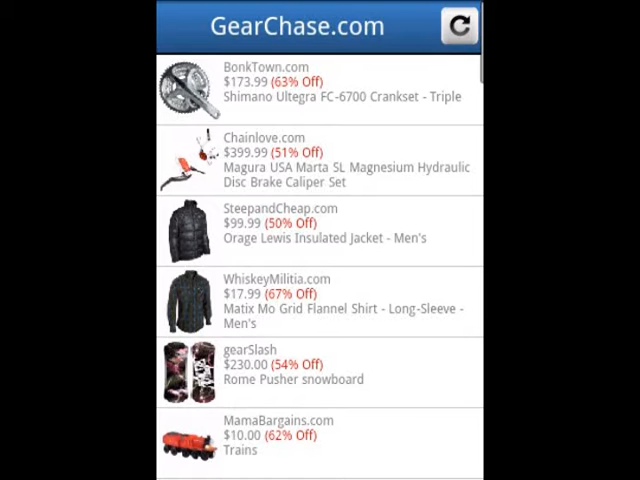 GearChase.com
BonkTown.com
$173.99 (63% Off)
Shimano Ultegra FC-6700 Crankset - Triple
Chainlove.com
$399.99 (51% Off)
Magura USA Marta SL Magnesium Hydraulic
Disc Brake Caliper Set
SteepandCheap.com
$99.99 (50% Off)
Orage Lewis Insulated Jacket - Men's
WhiskeyMilitia.com
$17.99 (67% Off)
Matix Mo Grid Flannel Shirt - Long-Sleeve -
Men's
gearSlash
$230.00 (54% Off)
Rome Pusher snowboard
MamaBargains.com
$10.00 (62% Off)
Trains